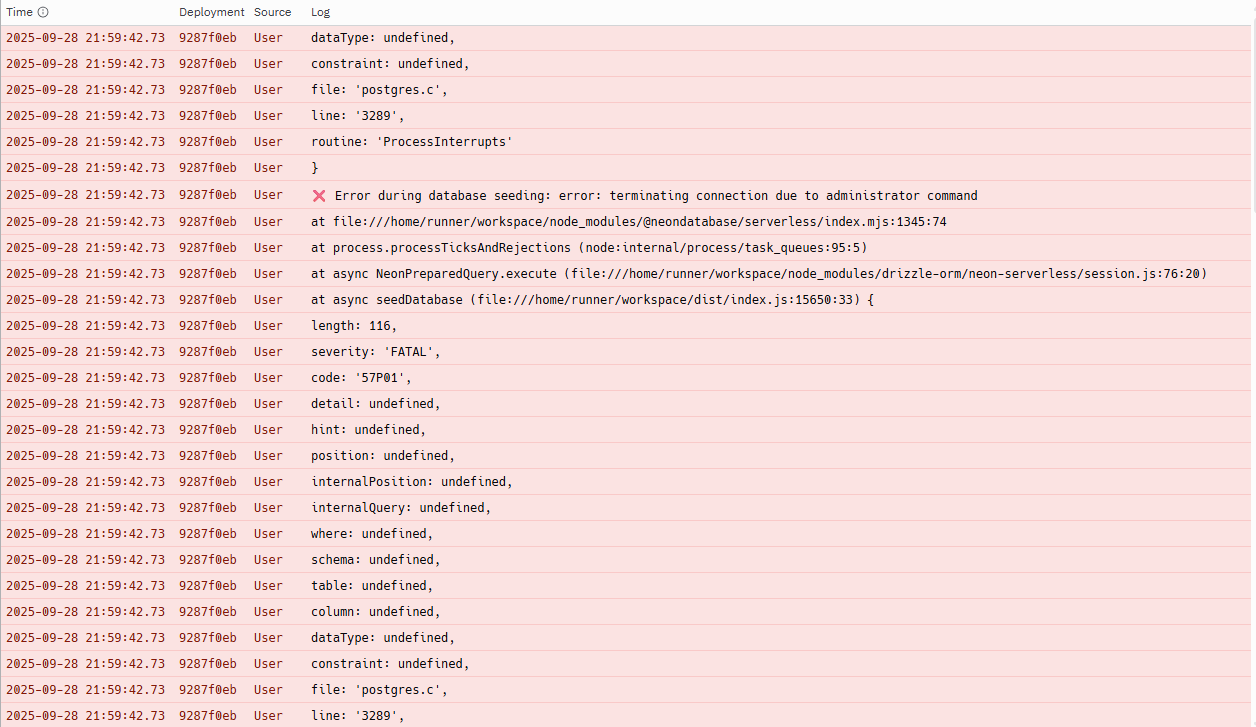 Time Deployment Source Log
2025-09-28 21:59:42.73 9287f0eb User dataType: undefined,
2025-09-28 21:59:42.73 9287f0eb User constraint: undefined,
2025-09-28 21:59:42.73 9287f0eb User file: 'postgres.c',
2025-09-28 21:59:42.73 9287f0eb User line: '3289',
2025-09-28 21:59:42.73 9287f0eb User routine: 'ProcessInterrupts'
2025-09-28 21:59:42.73 9287f0eb User }
2025-09-28 21:59:42.73 9287f0eb User ❌ Error during database seeding: error: terminating connection due to administrator command
2025-09-28 21:59:42.73 9287f0eb User at file:///home/runner/workspace/node_modules/@neondatabase/serverless/index.mjs:1345:74
2025-09-28 21:59:42.73 9287f0eb User at process.processTicksAndRejections (node:internal/process/task_queues:95:5)
2025-09-28 21:59:42.73 9287f0eb User at async NeonPreparedQuery.execute (file:///home/runner/workspace/node_modules/drizzle-orm/neon-serverless/session.js:76:20)
2025-09-28 21:59:42.73 9287f0eb User at async seedDatabase (file:///home/runner/workspace/dist/index.js:15650:33) {
2025-09-28 21:59:42.73 9287f0eb User length: 116,
2025-09-28 21:59:42.73 9287f0eb User severity: 'FATAL',
2025-09-28 21:59:42.73 9287f0eb User code: '57P01',
2025-09-28 21:59:42.73 9287f0eb User detail: undefined,
2025-09-28 21:59:42.73 9287f0eb User hint: undefined,
2025-09-28 21:59:42.73 9287f0eb User position: undefined,
2025-09-28 21:59:42.73 9287f0eb User internalPosition: undefined,
2025-09-28 21:59:42.73 9287f0eb User internalQuery: undefined,
2025-09-28 21:59:42.73 9287f0eb User where: undefined,
2025-09-28 21:59:42.73 9287f0eb User schema: undefined,
2025-09-28 21:59:42.73 9287f0eb User table: undefined,
2025-09-28 21:59:42.73 9287f0eb User column: undefined,
2025-09-28 21:59:42.73 9287f0eb User dataType: undefined,
2025-09-28 21:59:42.73 9287f0eb User constraint: undefined,
2025-09-28 21:59:42.73 9287f0eb User file: 'postgres.c',
2025-09-28 21:59:42.73 9287f0eb User line: '3289',